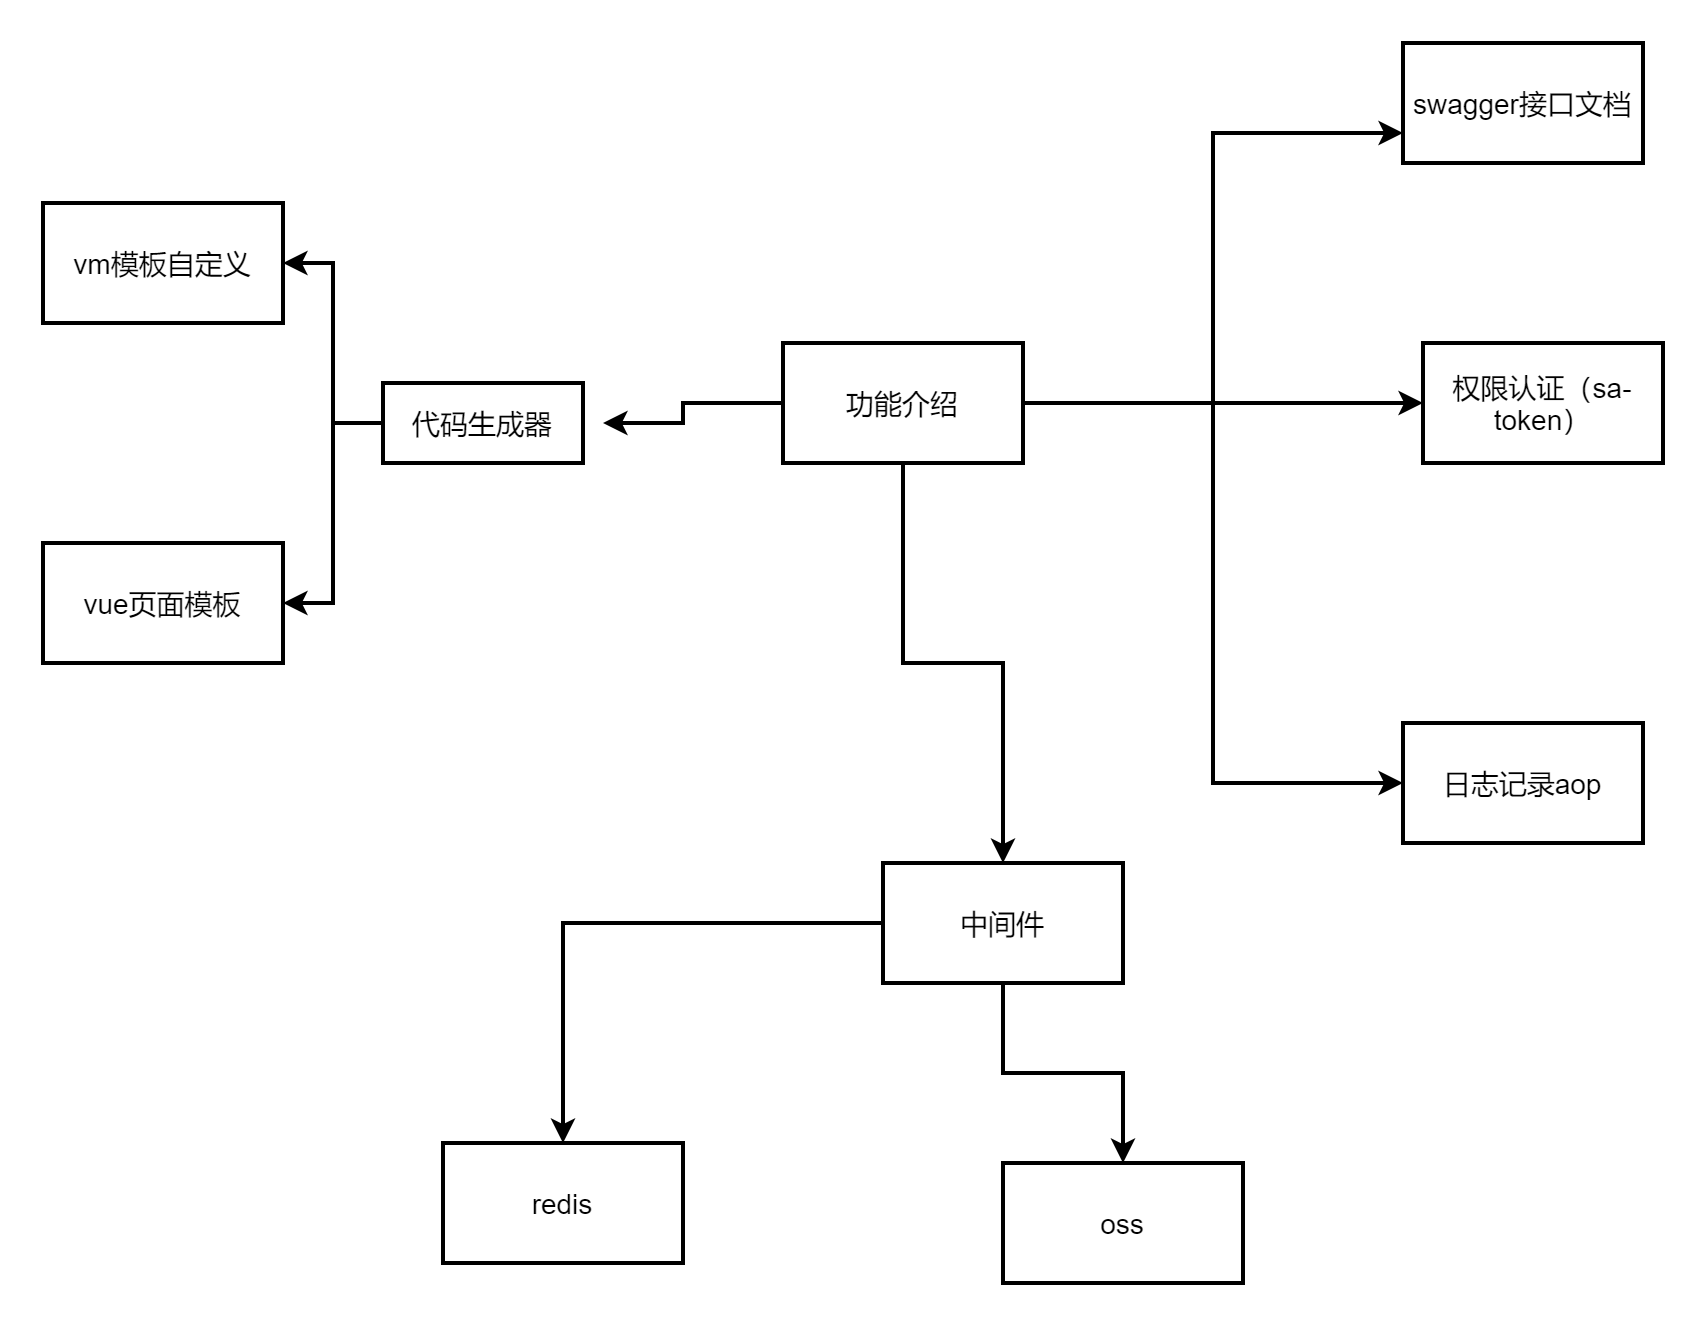 swagger接口文档
vm模板自定义
功能介绍
权限认证（sa-
token）
代码生成器
vue页面模板
日志记录aop
中间件
redis
oss